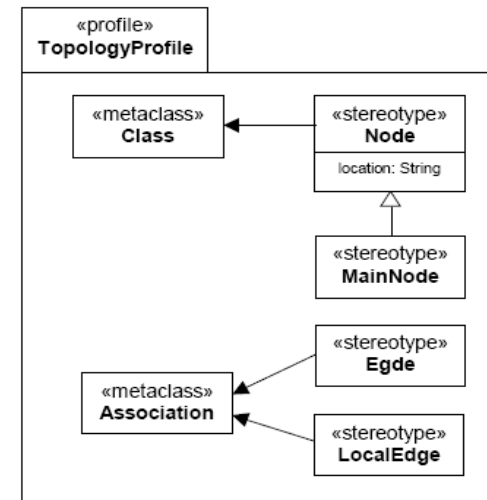 «profile»
TopologyProfile
«metaclass»
Class
«stereotype»
Node
location: String
«stereotype»
MainNode
«stereotype»
Egde
«metaclass»
Association
«stereotype»
LocalEdge